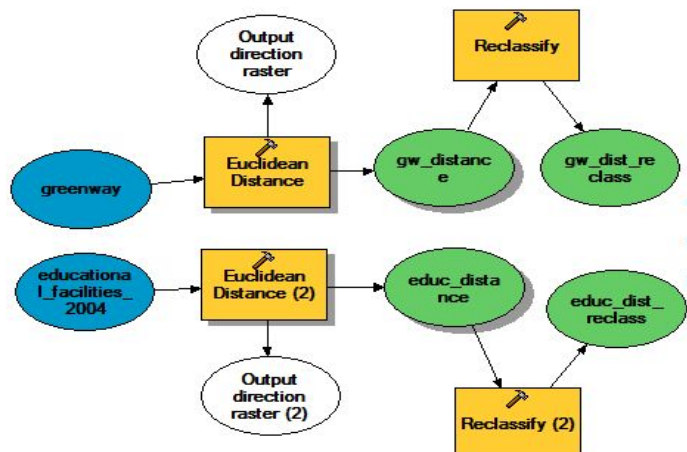 Output
direction
raster
Reclassify
greenway
Euclidean
Distance
gw_distanc
e
gw_dist_re
class
educationa
l_facilities_
2004
Euclidean
Distance (2)
educ_dista
nce
educ_dist_
reclass
Output
direction
raster (2)
Reclassify (2)